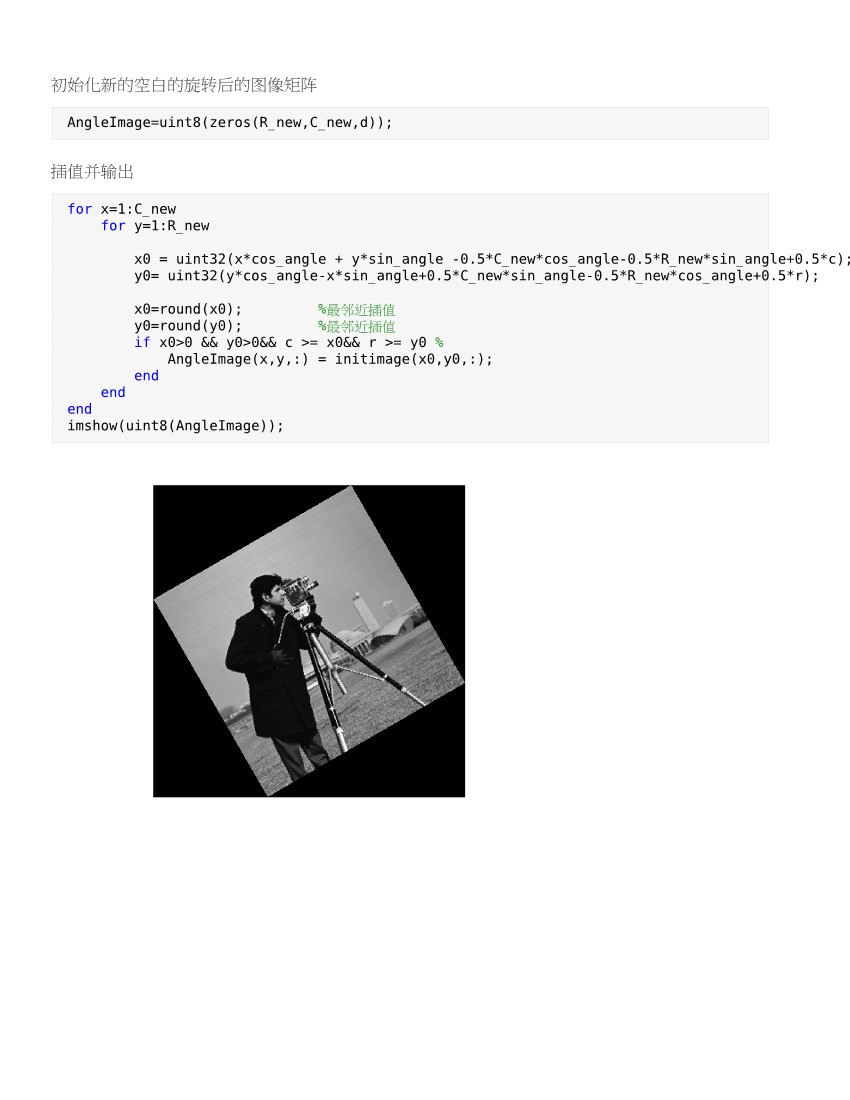 初始化新的空白的旋转后的图像矩阵
AngleImage=uint8(zeros(R_new,C_new,d));
插值并输出
for x=1:C_new
    for y=1:R_new
        x0 = uint32(x*cos_angle + y*sin_angle -0.5*C_new*cos_angle-0.5*R_new*sin_angle+0.5*c);
        y0= uint32(y*cos_angle-x*sin_angle+0.5*C_new*sin_angle-0.5*R_new*cos_angle+0.5*r);
        x0=round(x0);         %最邻近插值
        y0=round(y0);         %最邻近插值
        if x0>0 && y0>0&& c >= x0&& r >= y0 %
            AngleImage(x,y,:) = initimage(x0,y0,:);
        end
    end
end
imshow(uint8(AngleImage));